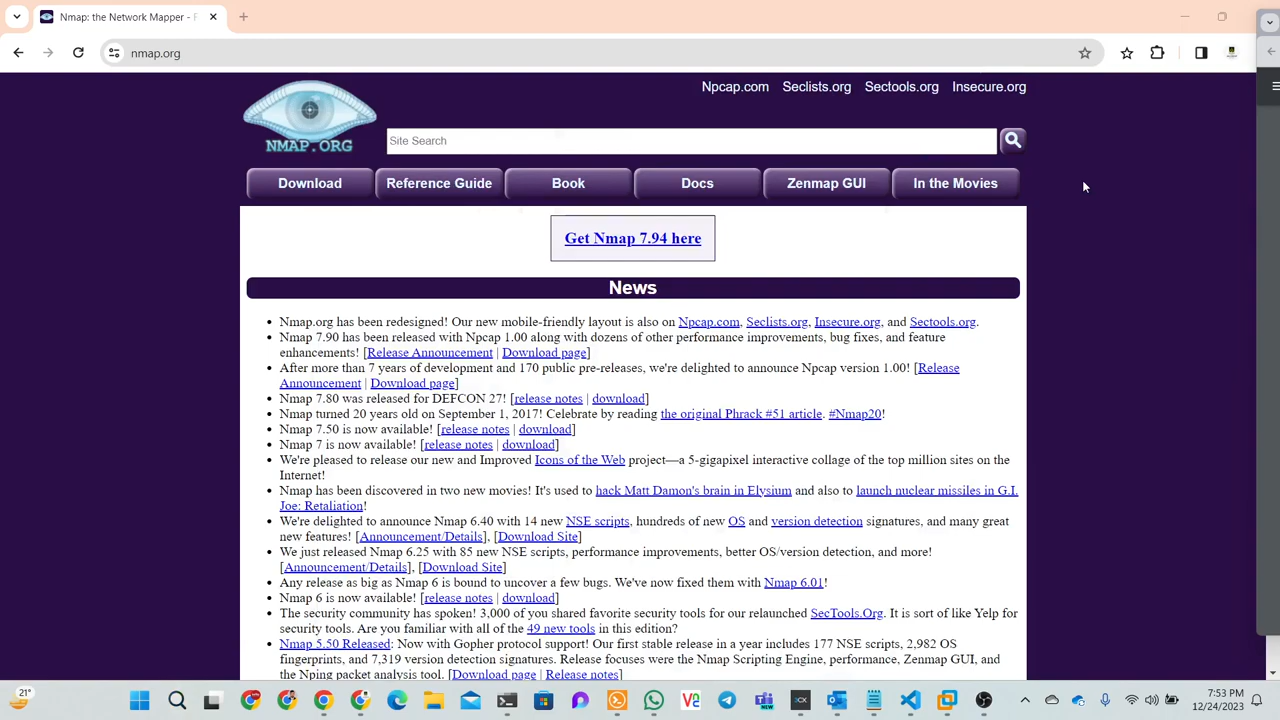 Nmap: the Network Mapper -
nmap.org
Npcap.com Seclists.org Sectools.org Insecure.org
NMAP.ORG
Site Search
Download Reference Guide Book Docs Zenmap GUI In the Movies
Get Nmap 7.94 here
News
Nmap.org has been redesigned! Our new mobile-friendly layout is also on Npcap.com, Seclists.org, Insecure.org, and Sectools.org.
Nmap 7.90 has been released with Npcap 1.00 along with dozens of other performance improvements, bug fixes, and feature
enhancements! [Release Announcement | Download page]
After more than 7 years of development and 170 public pre-releases, we're delighted to announce Npcap version 1.00! [Release
Announcement | Download page]
Nmap 7.80 was released for DEFCON 27! [release notes | download]
Nmap turned 20 years old on September 1, 2017! Celebrate by reading the original Phrack #51 article. #Nmap20!
Nmap 7.50 is now available! [release notes | download]
Nmap 7 is now available! [release notes | download]
We're pleased to release our new and Improved Icons of the Web project—a 5-gigapixel interactive collage of the top million sites on the
Internet!
Nmap has been discovered in two new movies! It's used to hack Matt Damon's brain in Elysium and also to launch nuclear missiles in G.I.
Joe: Retaliation!
We're delighted to announce Nmap 6.40 with 14 new NSE scripts, hundreds of new OS and version detection signatures, and many great
new features! [Announcement/Details], [Download Site]
We just released Nmap 6.25 with 85 new NSE scripts, performance improvements, better OS/version detection, and more!
[Announcement/Details], [Download Site]
Any release as big as Nmap 6 is bound to uncover a few bugs. We've now fixed them with Nmap 6.01!
Nmap 6 is now available! [release notes | download]
The security community has spoken! 3,000 of you shared favorite security tools for our relaunched SecTools.Org. It is sort of like Yelp for
security tools. Are you familiar with all of the 49 new tools in this edition?
Nmap 5.50 Released: Now with Gopher protocol support! Our first stable release in a year includes 177 NSE scripts, 2,982 OS
fingerprints, and 7,319 version detection signatures. Release focuses were the Nmap Scripting Engine, performance, Zenmap GUI, and
the Nping packet analysis tool. [Download page | Release notes]
21°
7:53 PM
12/24/2023